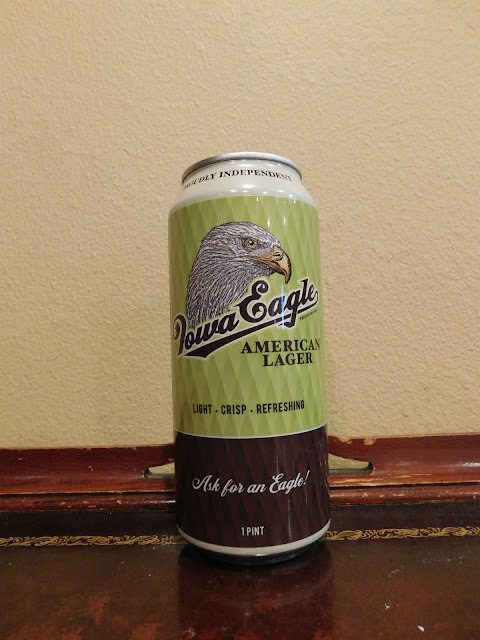 PROUDLY INDEPENDENT
Iowa Eagle
AMERICAN
LAGER
LIGHT • CRISP • REFRESHING
Ask for an Eagle!
1 PINT